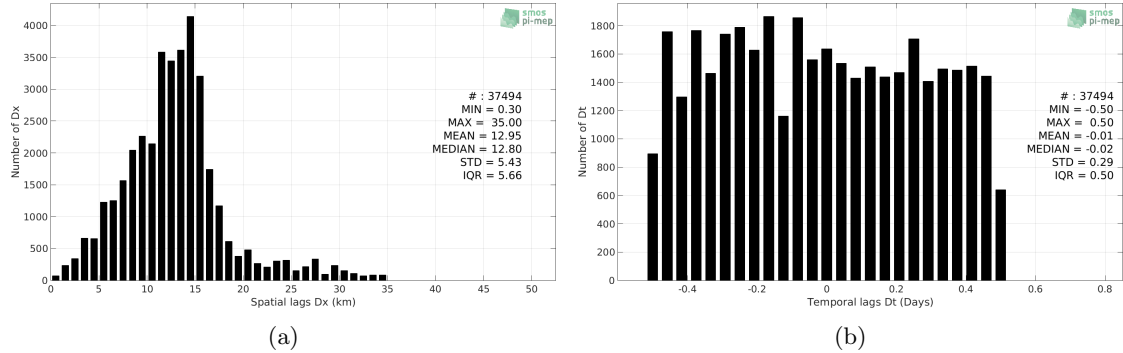 smos
pi-mep
4000
3500
3000
2500
2000
1500
1000
500
0
Number of Dx
# : 37494
MIN = 0.30
MAX = 35.00
MEAN = 12.95
MEDIAN = 12.80
STD = 5.43
IQR = 5.66
0 5 10 15 20 25 30 35 40 45 50
Spatial lags Dx (km)
(a)
smos
pi-mep
1800
1600
1400
1200
1000
800
600
400
200
0
Number of Dt
# : 37494
MIN = -0.50
MAX = 0.50
MEAN = -0.01
MEDIAN = -0.02
STD = 0.29
IQR = 0.50
-0.4 -0.2 0 0.2 0.4 0.6 0.8
Temporal lags Dt (Days)
(b)